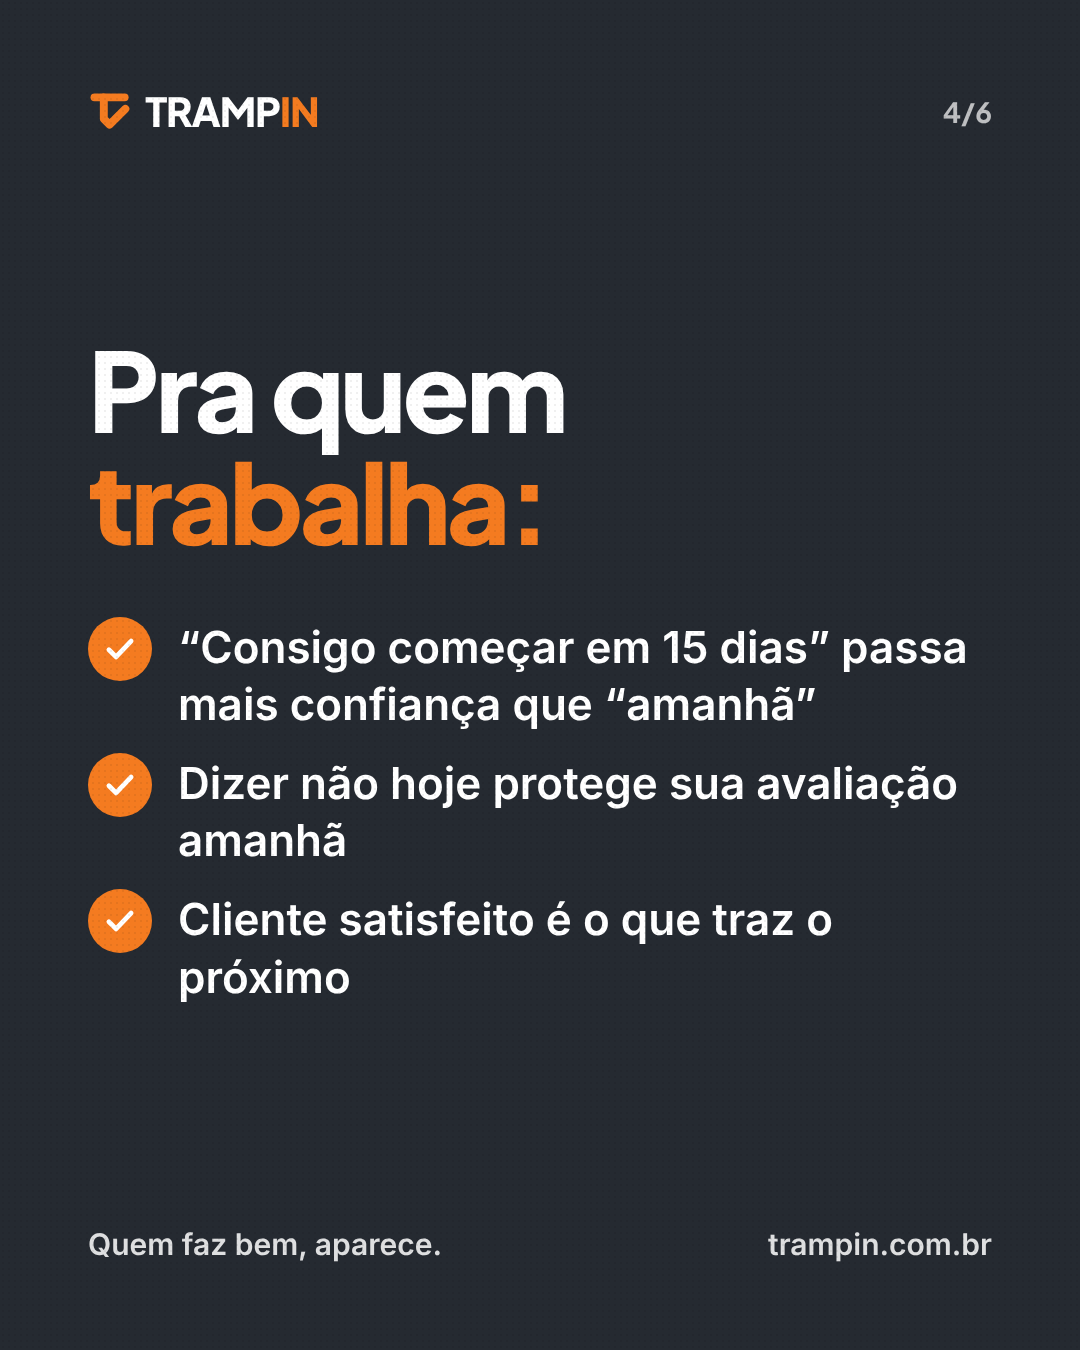 TRAMPIN
4/6
Pra quem
trabalha:
“Consigo começar em 15 dias” passa
mais confiança que “amanhã”
Dizer não hoje protege sua avaliação
amanhã
Cliente satisfeito é o que traz o
próximo
Quem faz bem, aparece.
trampin.com.br